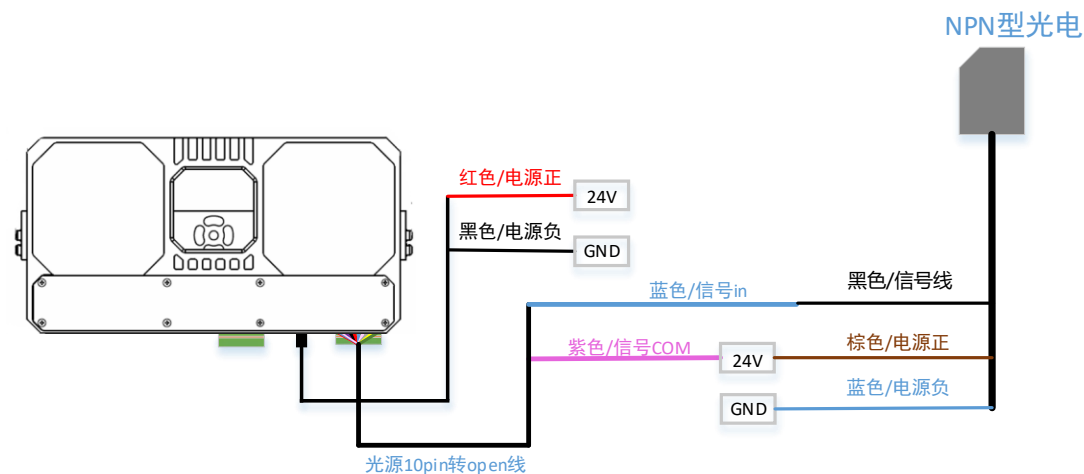 NPN型光电
红色/电源正
24V
黑色/电源负
GND
蓝色/信号in
黑色/信号线
紫色/信号COM
24V
棕色/电源正
GND
蓝色/电源负
光源10pin转open线